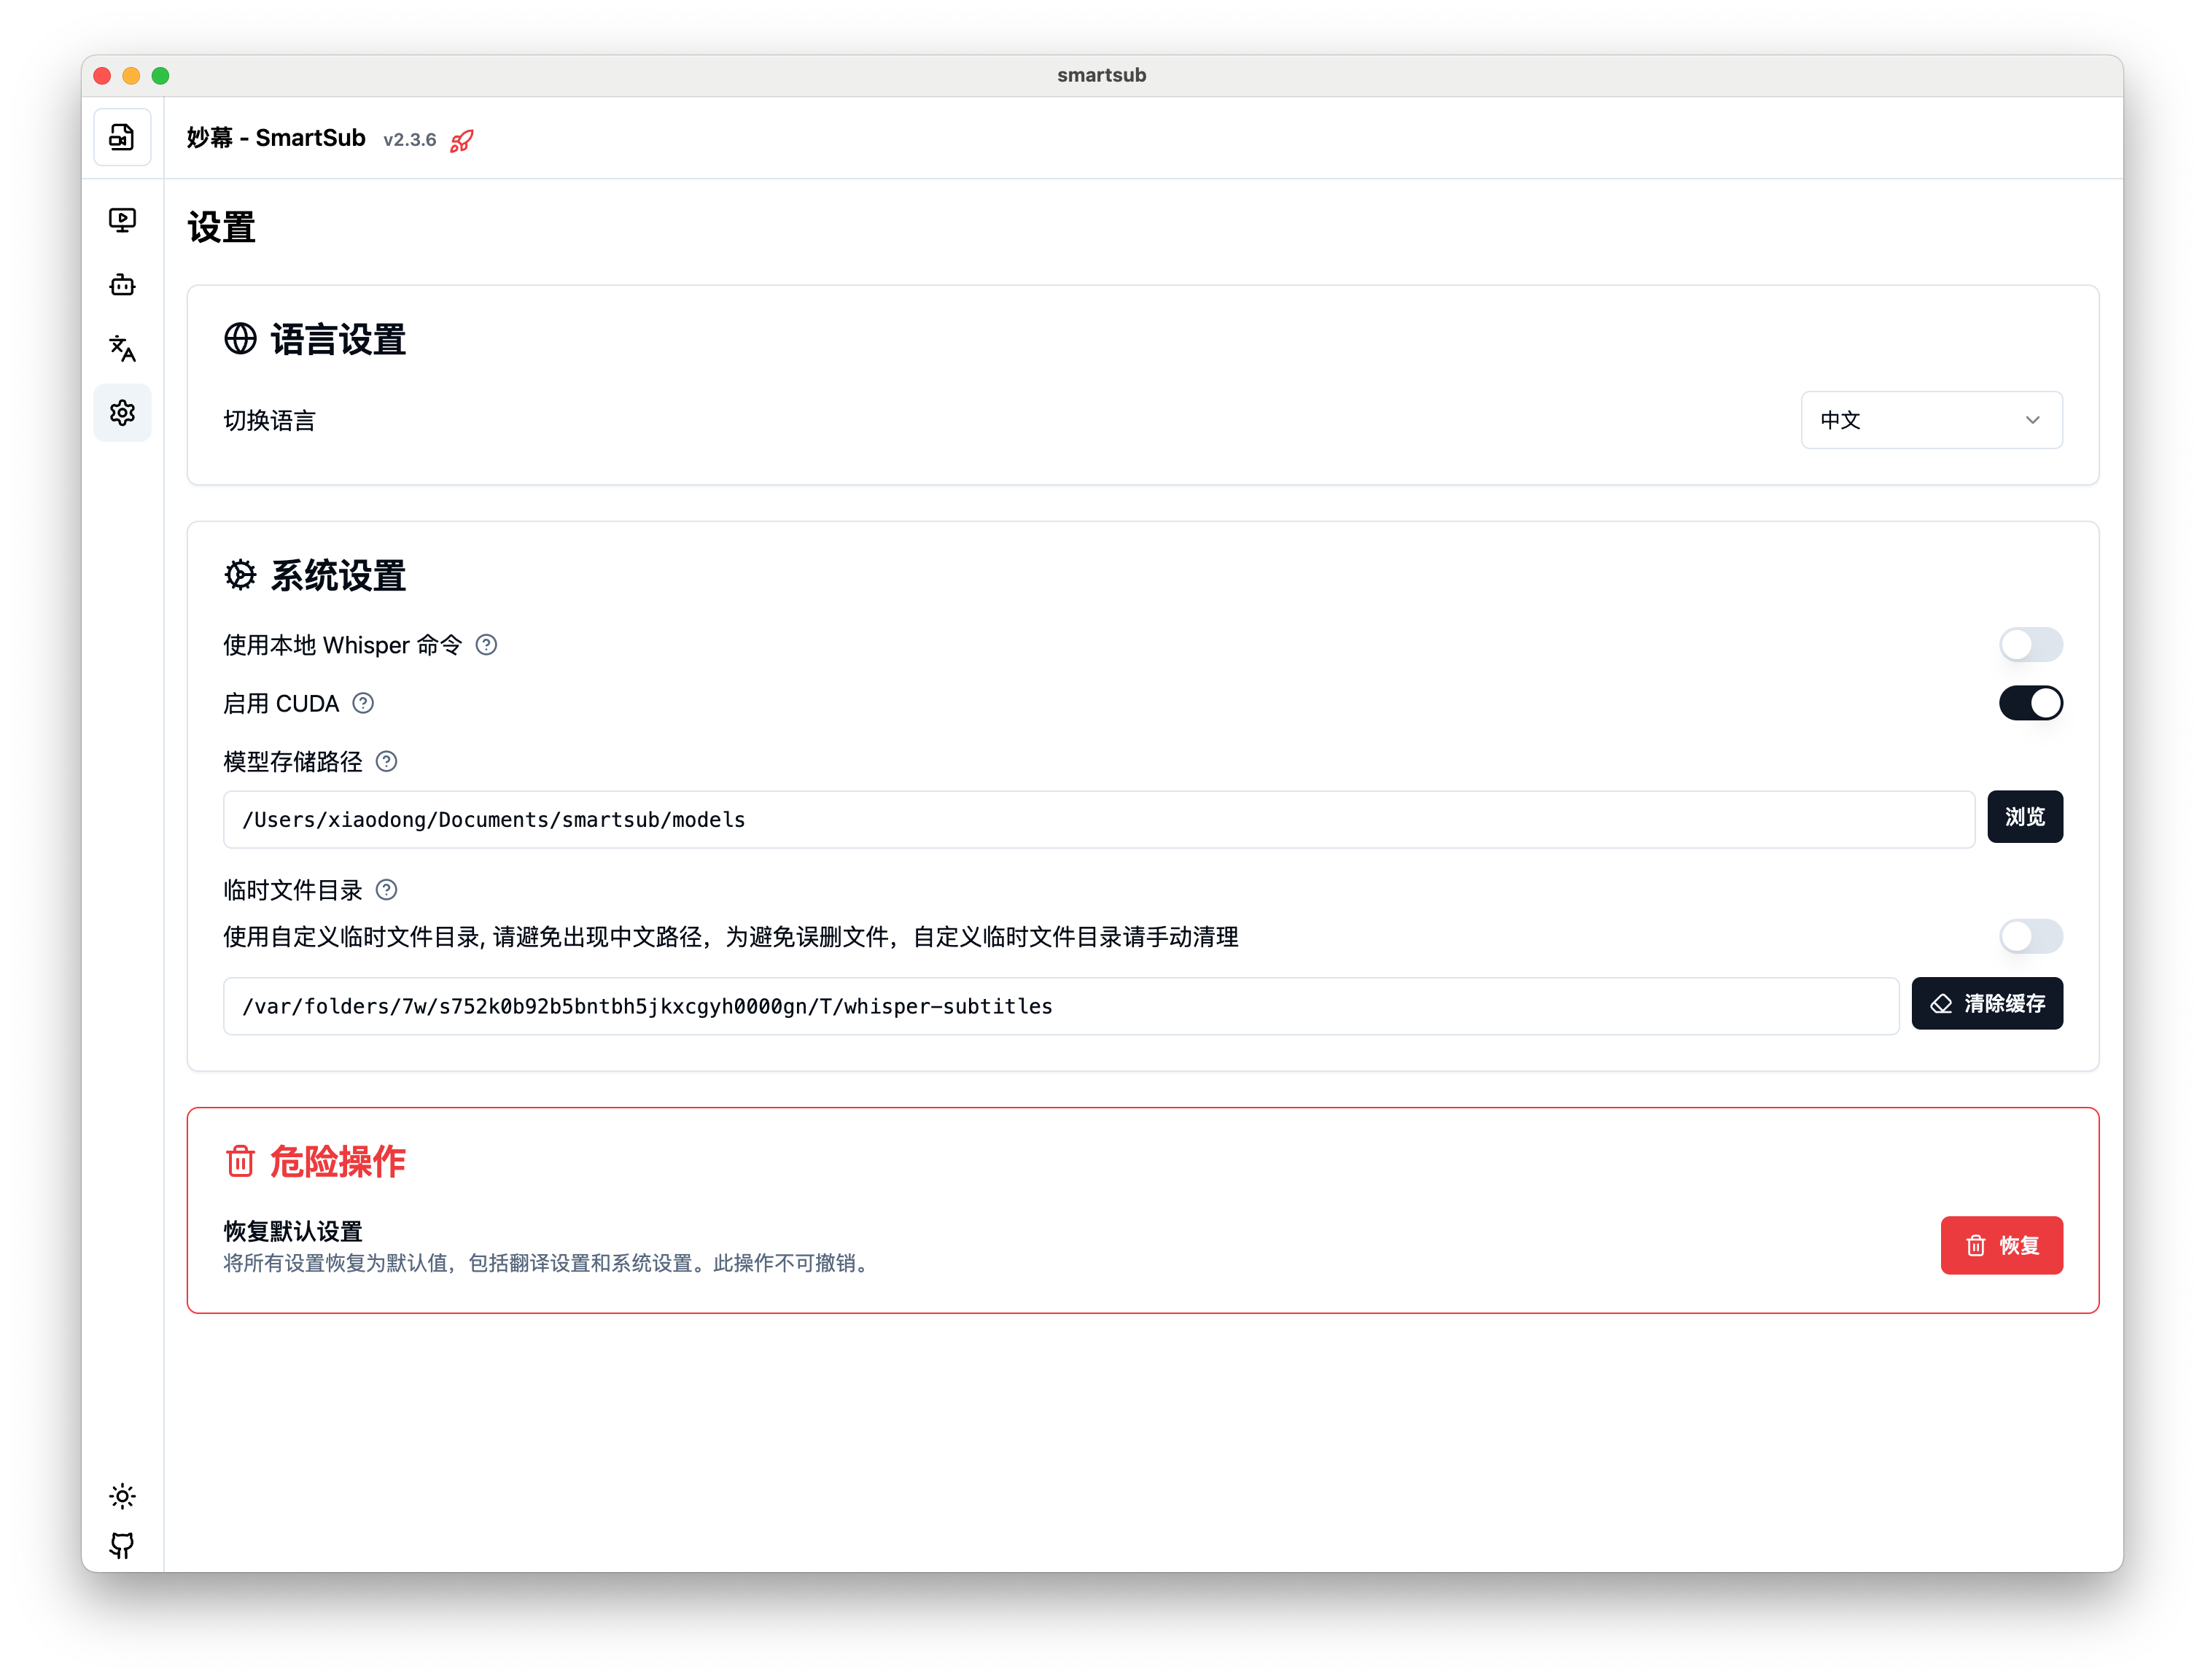 smartsub
妙幕 - SmartSub v2.3.6
设置
语言设置
切换语言
中文
系统设置
使用本地 Whisper 命令
启用 CUDA
模型存储路径
/Users/xiaodong/Documents/smartsub/models
浏览
临时文件目录
使用自定义临时文件目录, 请避免出现中文路径，为避免误删文件，自定义临时文件目录请手动清理
/var/folders/7w/s752k0b92b5bntbh5jkxcgyh0000gn/T/whisper-subtitles
清除缓存
危险操作
恢复默认设置
将所有设置恢复为默认值，包括翻译设置和系统设置。此操作不可撤销。
恢复